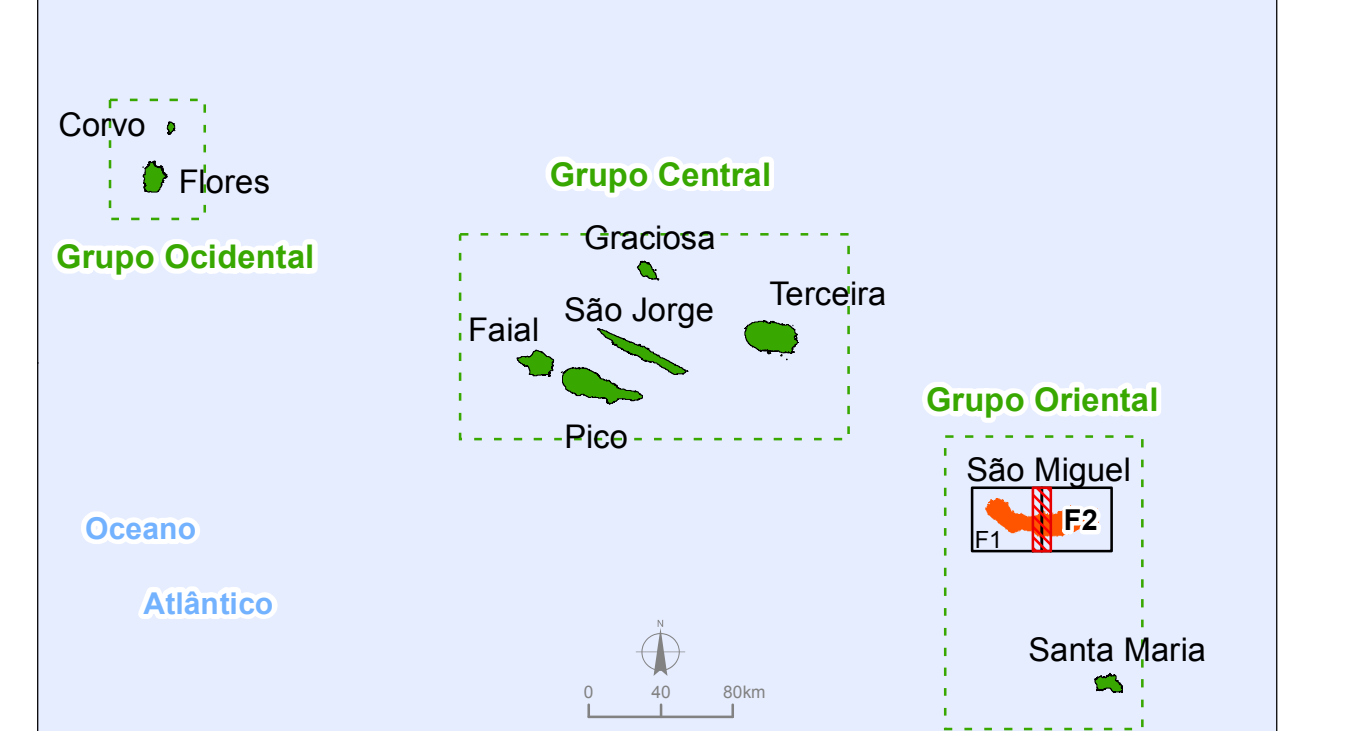 Corvo
Flores
Grupo Ocidental
Grupo Central
Graciosa
São Jorge
Terceira
Faial
Pico
Grupo Oriental
São Miguel
F1
F2
Santa Maria
Oceano
Atlântico
N
0 40 80km